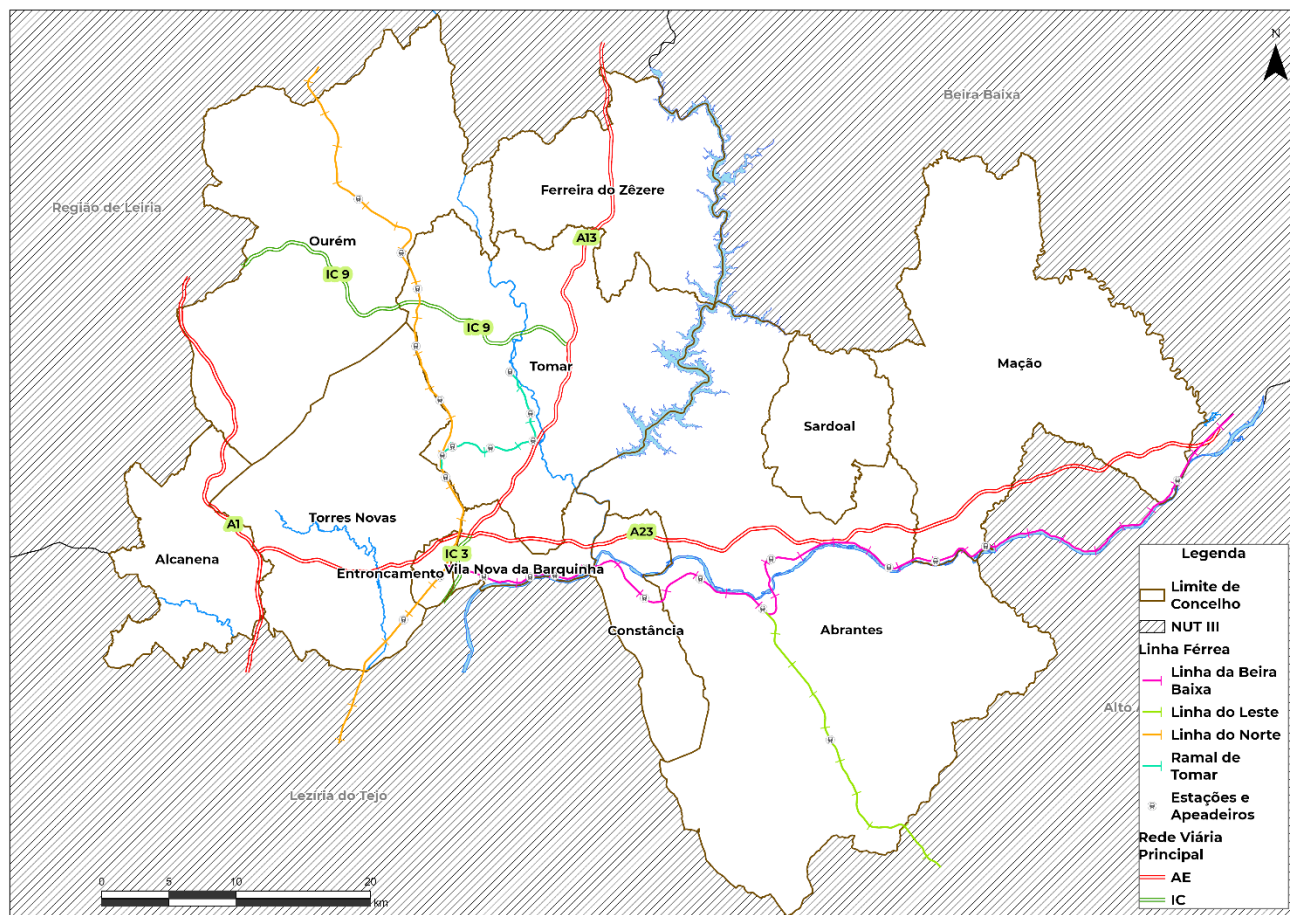 N
Beira Baixa
Ferreira do Zêzere
Região de Leiria
A13
Ourém
IC 9
IC 9
Tomar
Mação
Sardoal
Torres Novas
A1
A23
Alcanena
IC 3
Entroncamento
Vila Nova da Barquinha
Constância
Abrantes
Alto A
Lezíria do Tejo
Legenda
Limite de
Concelho
NUT III
Linha Férrea
Linha da Beira
Baixa
Linha do Leste
Linha do Norte
Ramal de
Tomar
Estações e
Apeadeiros
Rede Viária
Principal
AE
IC
0 5 10 20
km